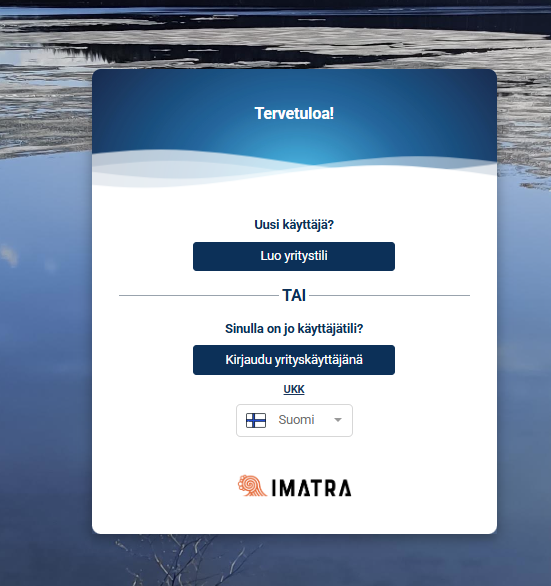 Tervetuloa!
Uusi käyttäjä?
Luo yritystili
TAI
Sinulla on jo käyttäjätili?
Kirjaudu yrityskäyttäjänä
UKK
Suomi
IMATRA